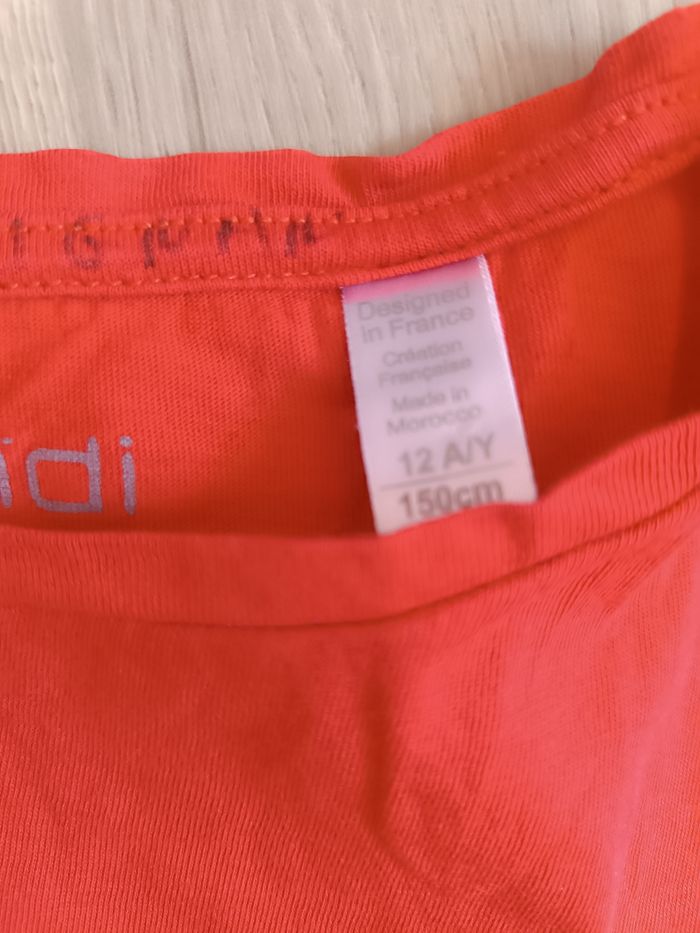 Designed
in France
Création
Française
Made in
Morocco
12 A/Y
150cm
idi